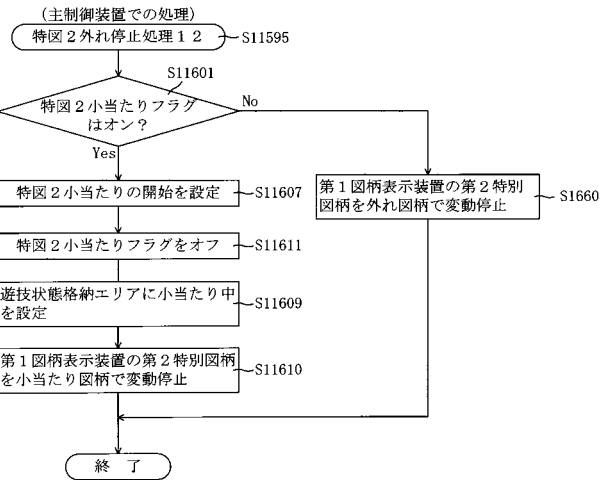 (主制御装置での処理)
特図2外れ停止処理12
S11595
S11601
特図2小当たりフラグ
はオン?
No
Yes
特図2小当たりの開始を設定
S11607
第1図柄表示装置の第2特別
図柄を外れ図柄で変動停止
S1660
特図2小当たりフラグをオフ
S11611
遊技状態格納エリアに小当たり中
を設定
S11609
第1図柄表示装置の第2特別図柄
を小当たり図柄で変動停止
S11610
終 了